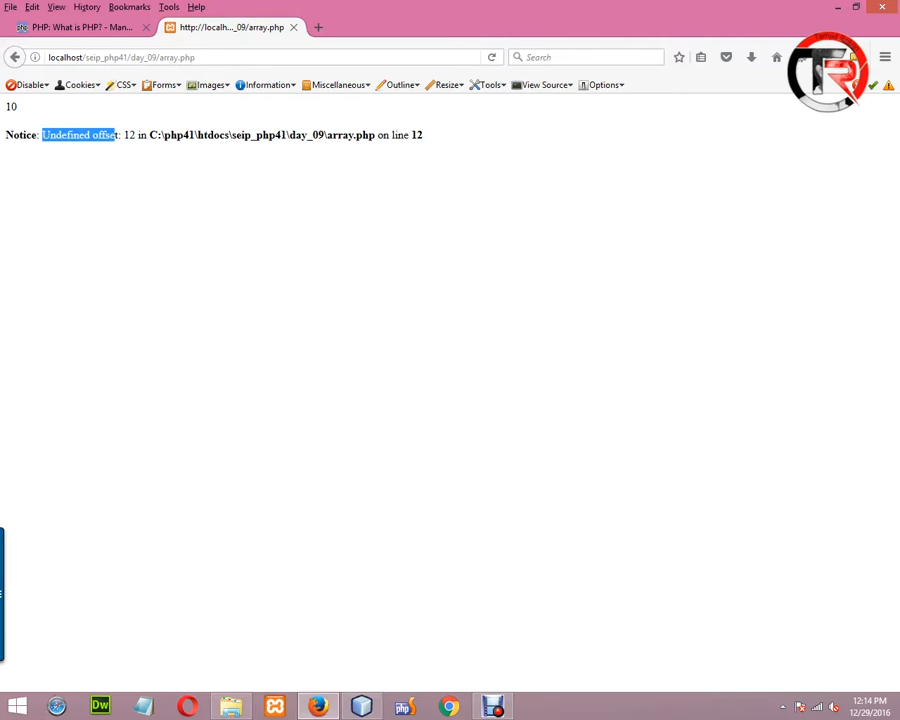 File Edit View History Bookmarks Tools Help
PHP: What is PHP? - Man...
http://localh..._09/array.php
localhost/seip_php41/day_09/array.php
Search
Disable Cookies CSS Forms Images Information Miscellaneous Outline Resize Tools View Source Options
TR
10
Notice: Undefined offset: 12 in C:\php41\htdocs\seip_php41\day_09\array.php on line 12
Dw
php
12:14 PM
12/29/2016